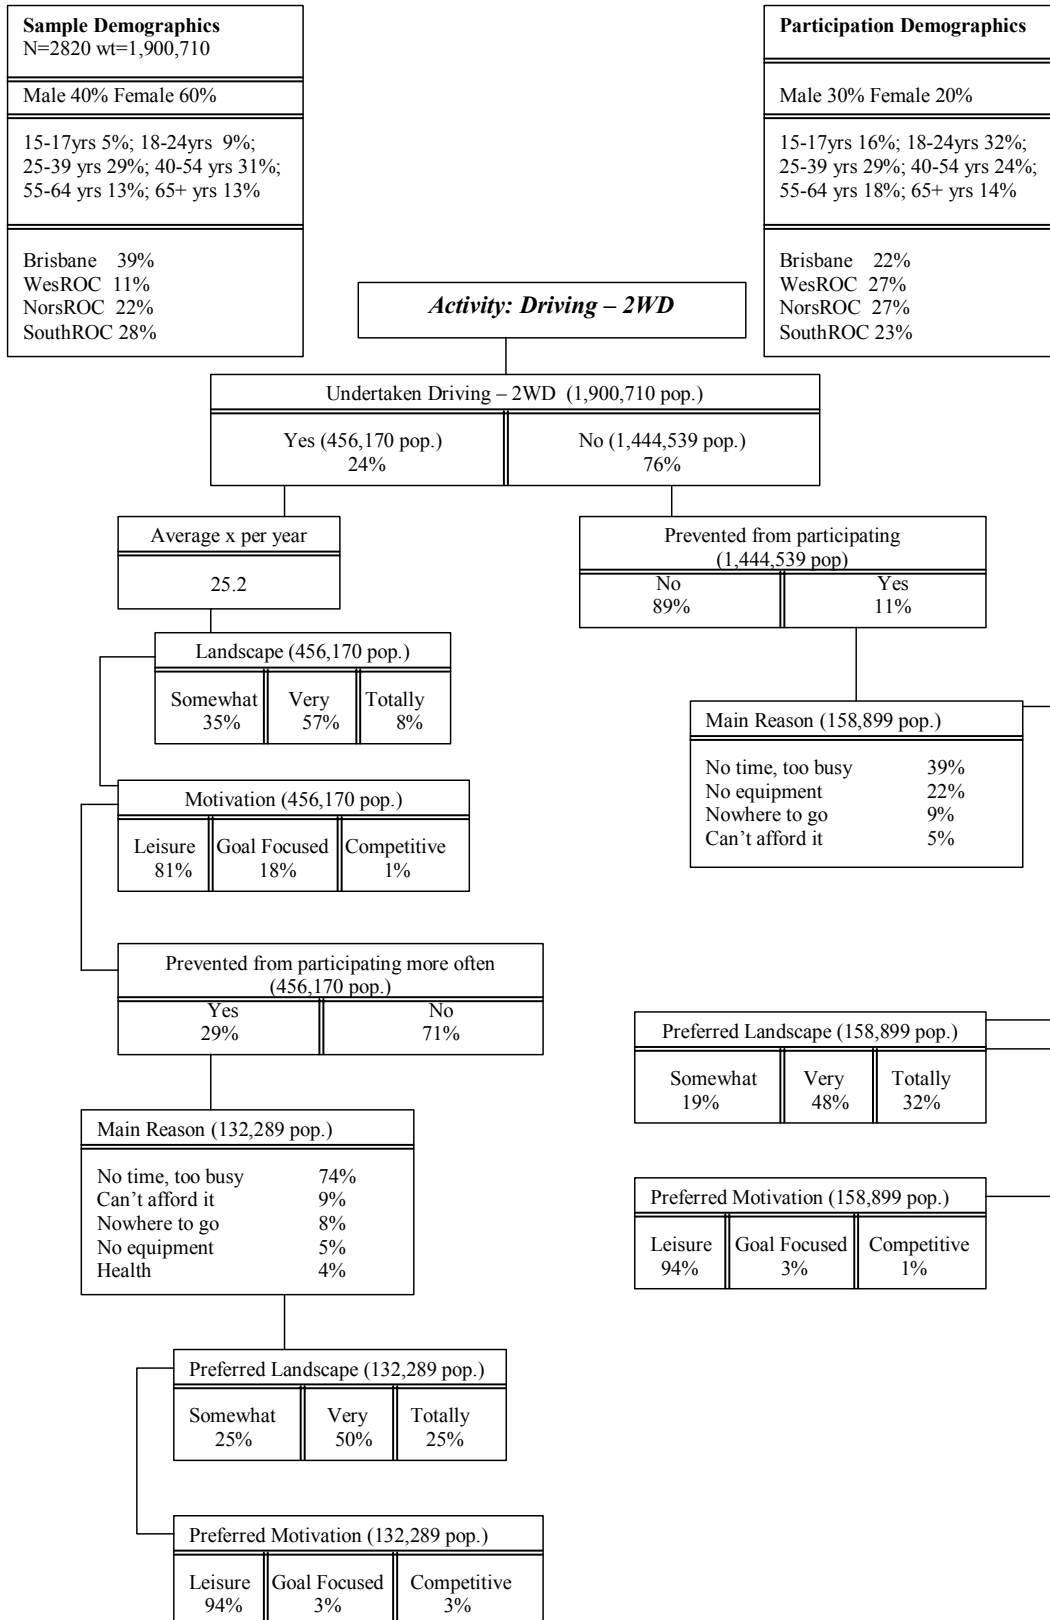 Sample Demographics
N=2820 wt=1,900,710
Male 40% Female 60%
15-17yrs 5%; 18-24yrs 9%;
25-39 yrs 29%; 40-54 yrs 31%;
55-64 yrs 13%; 65+ yrs 13%
Brisbane 39%
WesROC 11%
NorsROC 22%
SouthROC 28%
Participation Demographics
Male 30% Female 20%
15-17yrs 16%; 18-24yrs 32%;
25-39 yrs 29%; 40-54 yrs 24%;
55-64 yrs 18%; 65+ yrs 14%
Brisbane 22%
WesROC 27%
NorsROC 27%
SouthROC 23%
Activity: Driving – 2WD
Undertaken Driving – 2WD (1,900,710 pop.)
Yes (456,170 pop.)
24%
No (1,444,539 pop.)
76%
Average x per year
25.2
Landscape (456,170 pop.)
Somewhat
35%
Very
57%
Totally
8%
Motivation (456,170 pop.)
Leisure
81%
Goal Focused
18%
Competitive
1%
Prevented from participating more often
(456,170 pop.)
Yes
29%
No
71%
Main Reason (132,289 pop.)
No time, too busy 74%
Can't afford it 9%
Nowhere to go 8%
No equipment 5%
Health 4%
Preferred Landscape (132,289 pop.)
Somewhat
25%
Very
50%
Totally
25%
Preferred Motivation (132,289 pop.)
Leisure
94%
Goal Focused
3%
Competitive
3%
Prevented from participating
(1,444,539 pop)
No
89%
Yes
11%
Main Reason (158,899 pop.)
No time, too busy 39%
No equipment 22%
Nowhere to go 9%
Can't afford it 5%
Preferred Landscape (158,899 pop.)
Somewhat
19%
Very
48%
Totally
32%
Preferred Motivation (158,899 pop.)
Leisure
94%
Goal Focused
3%
Competitive
1%